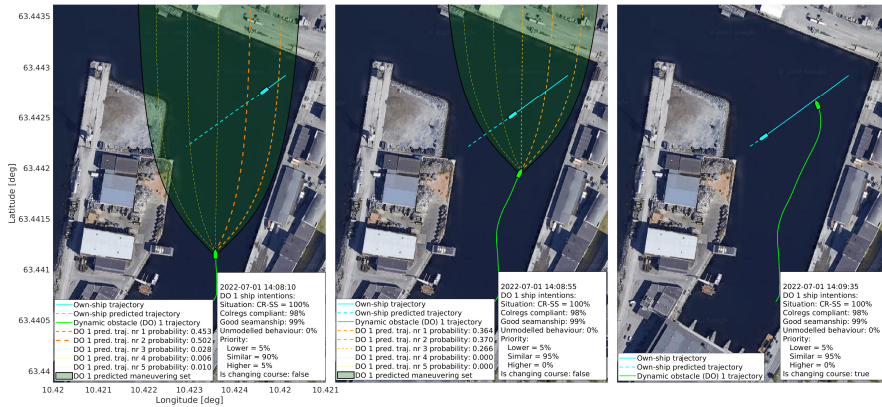 63.4435
63.443
63.4425
63.442
63.4415
63.441
63.4405
63.44
Latitude [deg]
10.42
10.421
10.422
10.423
10.424
10.42
10.421
Longitude [deg]
Own-ship trajectory
Own-ship predicted trajectory
Dynamic obstacle (DO) 1 trajectory
DO 1 pred. traj. nr 1 probability: 0.453
DO 1 pred. traj. nr 2 probability: 0.502
DO 1 pred. traj. nr 3 probability: 0.028
DO 1 pred. traj. nr 4 probability: 0.006
DO 1 pred. traj. nr 5 probability: 0.010
DO 1 predicted maneuvering set
2022-07-01 14:08:10
DO 1 ship intentions:
Situation: CR-SS = 100%
Colregs compliant: 98%
Good seamanship: 99%
Unmodelled behaviour: 0%
Priority:
Lower = 5%
Similar = 90%
Higher = 5%
Is changing course: false
Own-ship trajectory
Own-ship predicted trajectory
Dynamic obstacle (DO) 1 trajectory
DO 1 pred. traj. nr 1 probability: 0.364
DO 1 pred. traj. nr 2 probability: 0.370
DO 1 pred. traj. nr 3 probability: 0.266
DO 1 pred. traj. nr 4 probability: 0.000
DO 1 pred. traj. nr 5 probability: 0.000
DO 1 predicted maneuvering set
2022-07-01 14:08:55
DO 1 ship intentions:
Situation: CR-SS = 100%
Colregs compliant: 98%
Good seamanship: 99%
Unmodelled behaviour: 0%
Priority:
Lower = 5%
Similar = 95%
Higher = 0%
Is changing course: false
Own-ship trajectory
Own-ship predicted trajectory
Dynamic obstacle (DO) 1 trajectory
2022-07-01 14:09:35
DO 1 ship intentions:
Situation: CR-SS = 100%
Colregs compliant: 98%
Good seamanship: 99%
Unmodelled behaviour: 0%
Priority:
Lower = 5%
Similar = 95%
Higher = 0%
Is changing course: true